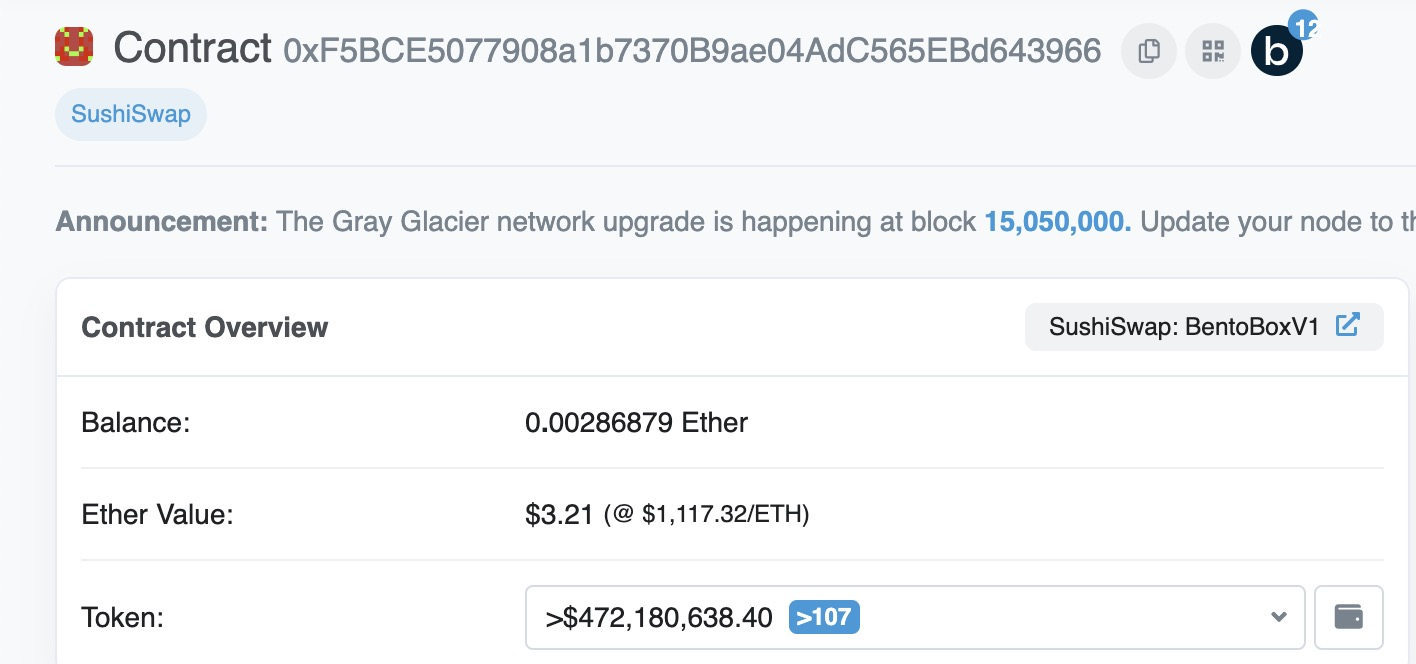 Contract 0xF5BCE5077908a1b7370B9ae04AdC565EBd643966 b 12
SushiSwap
Announcement: The Gray Glacier network upgrade is happening at block 15,050,000. Update your node to th
Contract Overview
SushiSwap: BentoBoxV1
Balance: 0.00286879 Ether
Ether Value: $3.21 (@ $1,117.32/ETH)
Token: >$472,180,638.40 >107